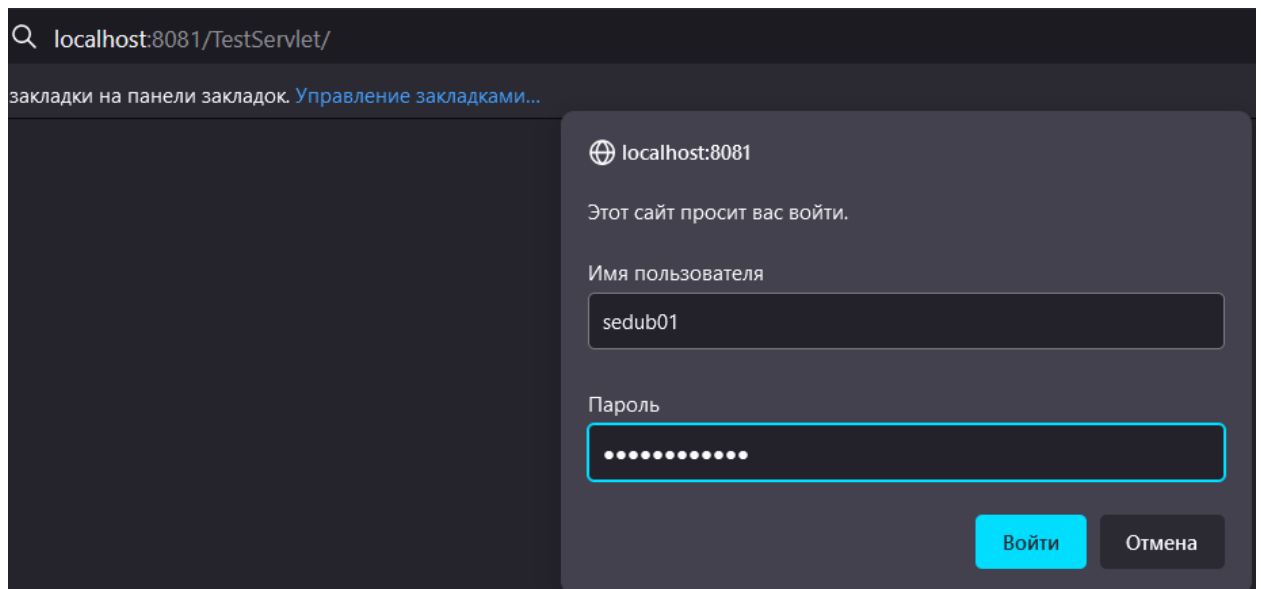 localhost:8081/TestServlet/
закладки на панели закладок. Управление закладками...
localhost:8081
Этот сайт просит вас войти.
Имя пользователя
sedub01
Пароль
••••••••••••
Войти Отмена